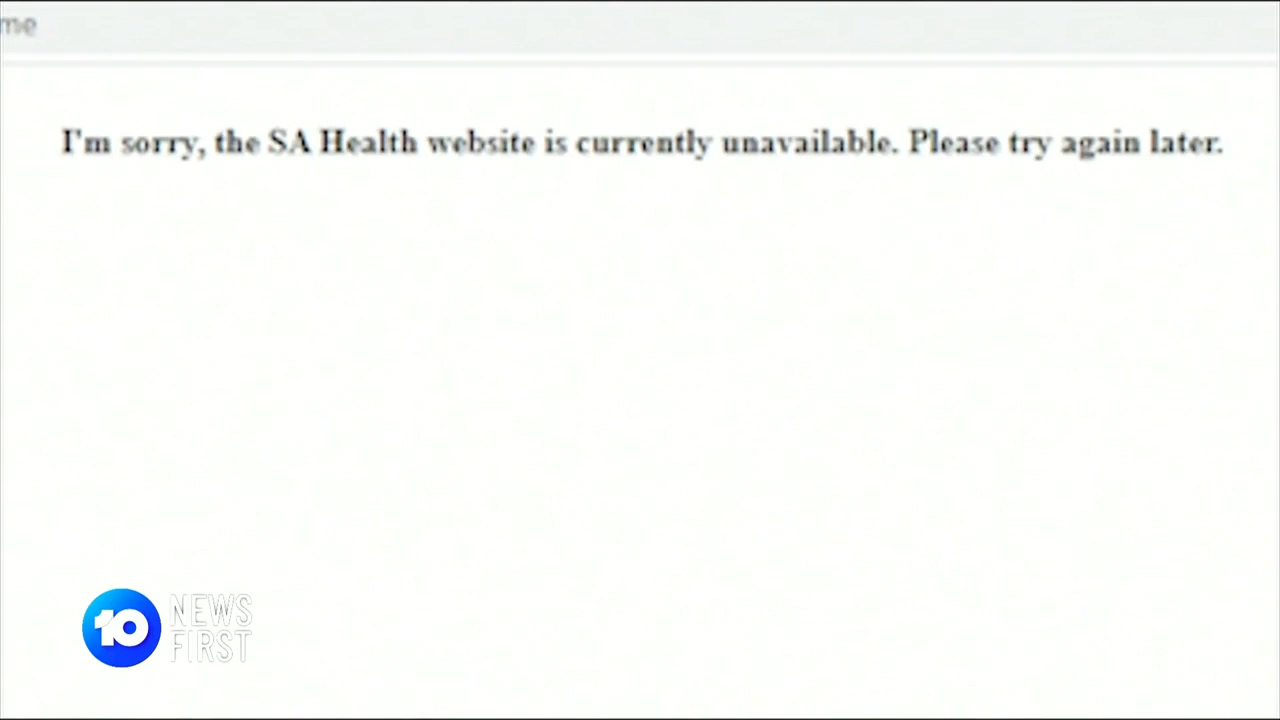 me
I'm sorry, the SA Health website is currently unavailable. Please try again later.
10
NEWS
FIRST